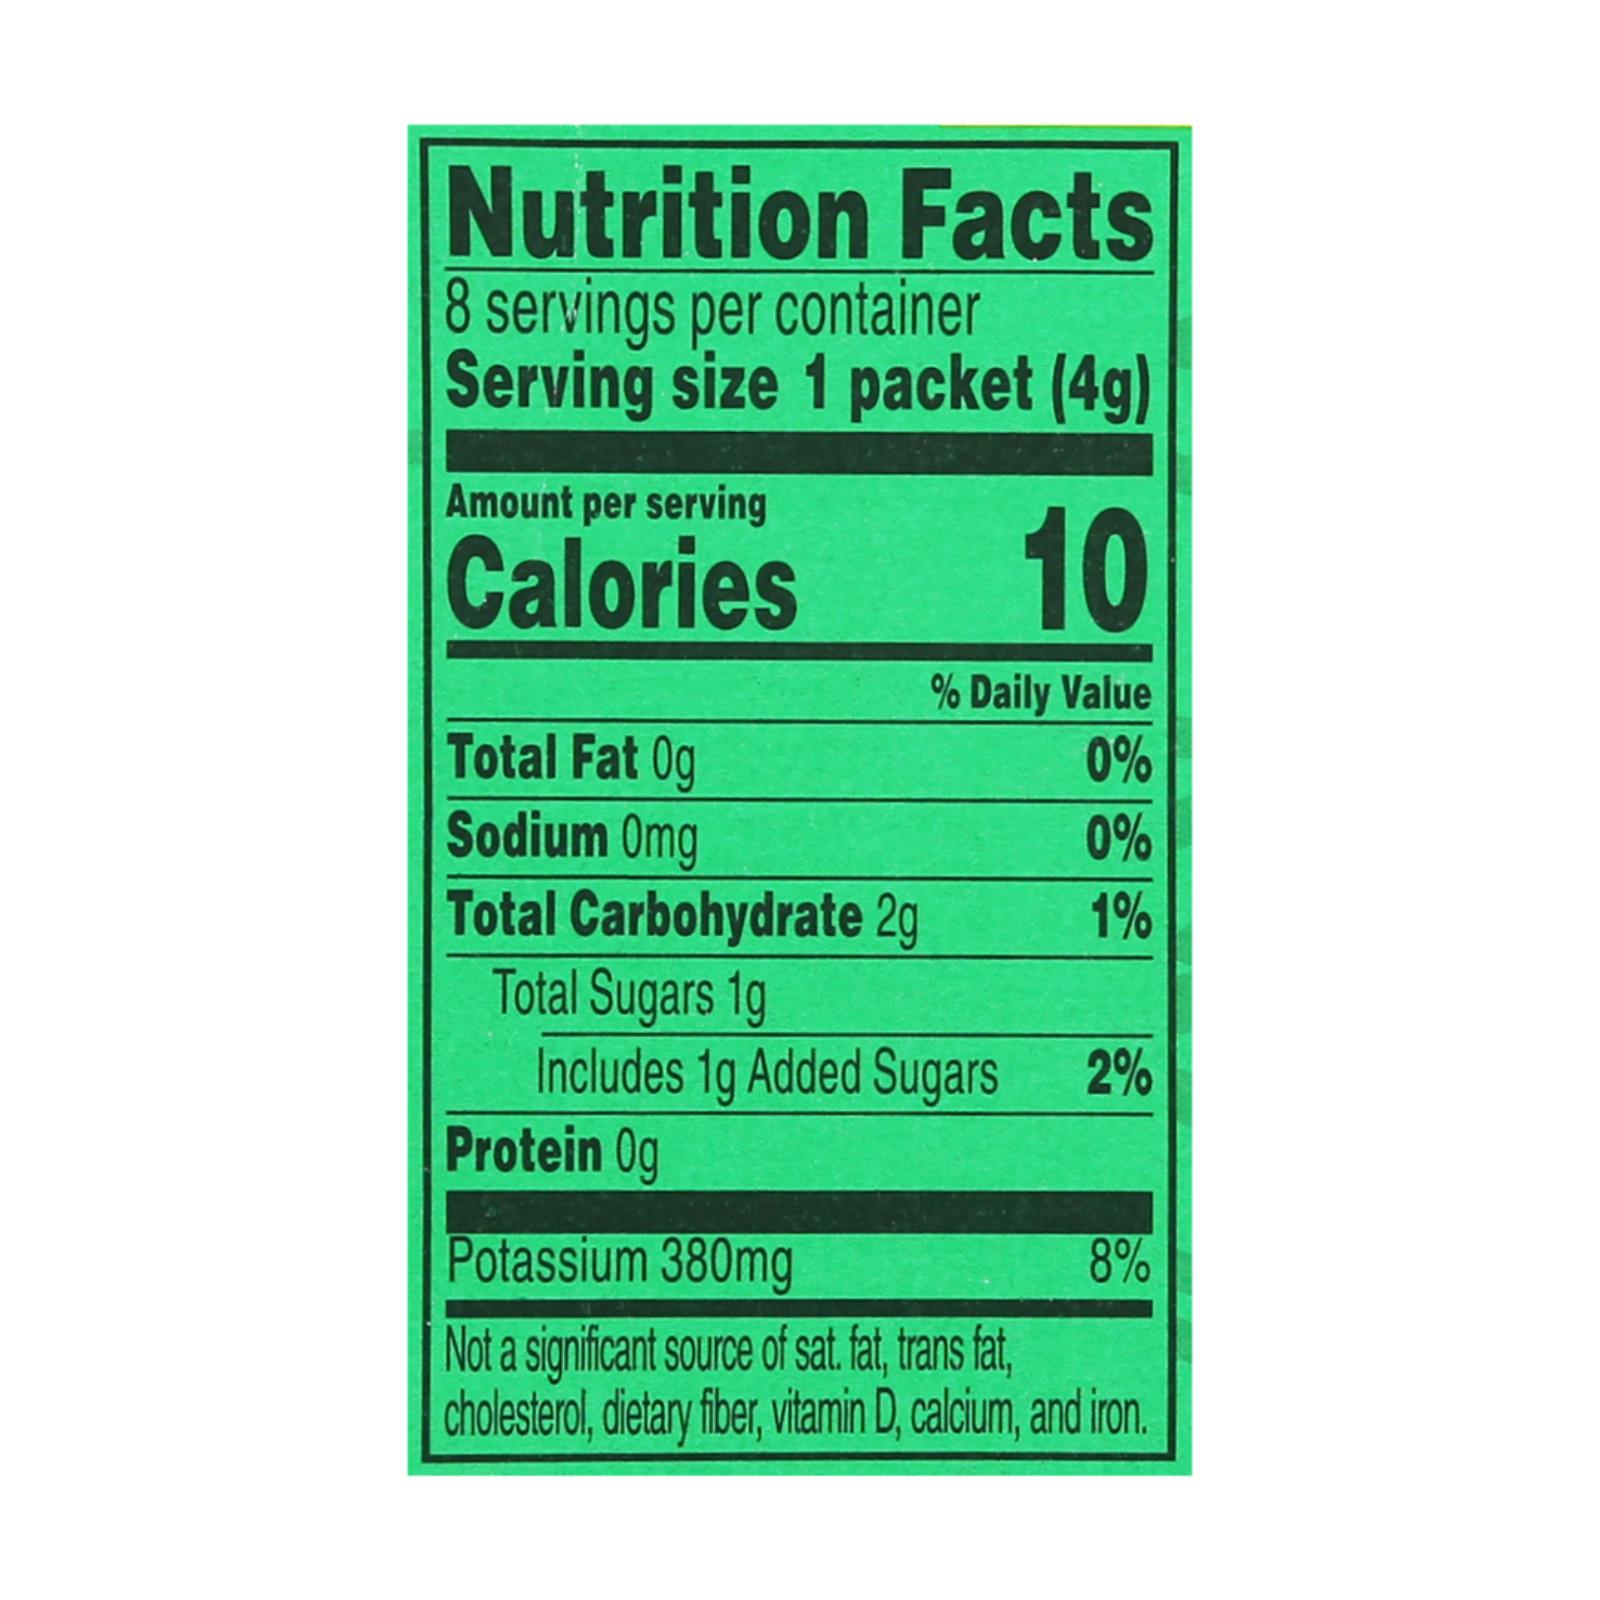 Nutrition Facts
8 servings per container
Serving size 1 packet (4g)
Amount per serving
Calories 10
% Daily Value
Total Fat 0g 0%
Sodium 0mg 0%
Total Carbohydrate 2g 1%
Total Sugars 1g
Includes 1g Added Sugars 2%
Protein 0g
Potassium 380mg 8%
Not a significant source of sat. fat, trans fat,
cholesterol, dietary fiber, vitamin D, calcium, and iron.